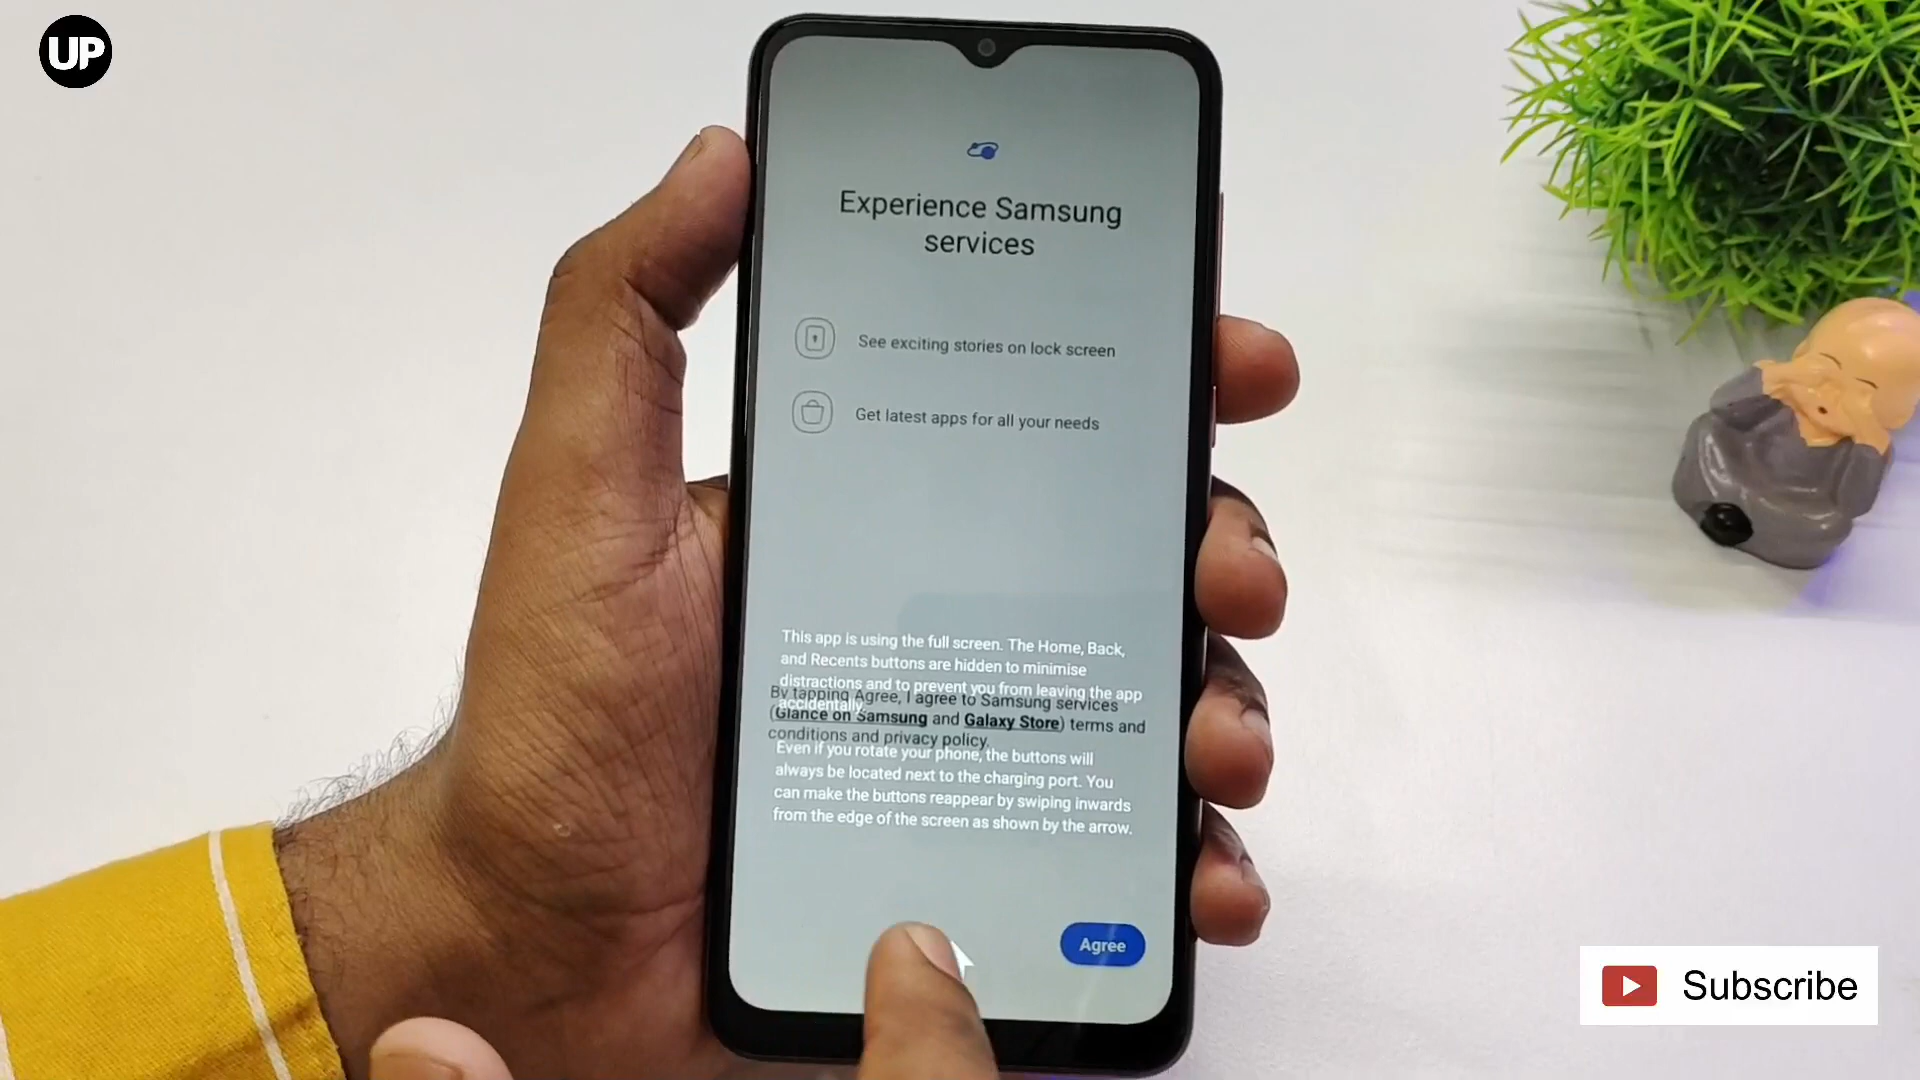 UP
Experience Samsung
services
See exciting stories on lock screen
Get latest apps for all your needs
This app is using the full screen. The Home, Back,
and Recents buttons are hidden to minimise
distractions and to prevent you from leaving the app
accidentally.
By tapping Agree, I agree to Samsung services
(Glance on Samsung and Galaxy Store) terms and
conditions and privacy policy.
Even if you rotate your phone, the buttons will
always be located next to the charging port. You
can make the buttons reappear by swiping inwards
from the edge of the screen as shown by the arrow.
Agree
Subscribe